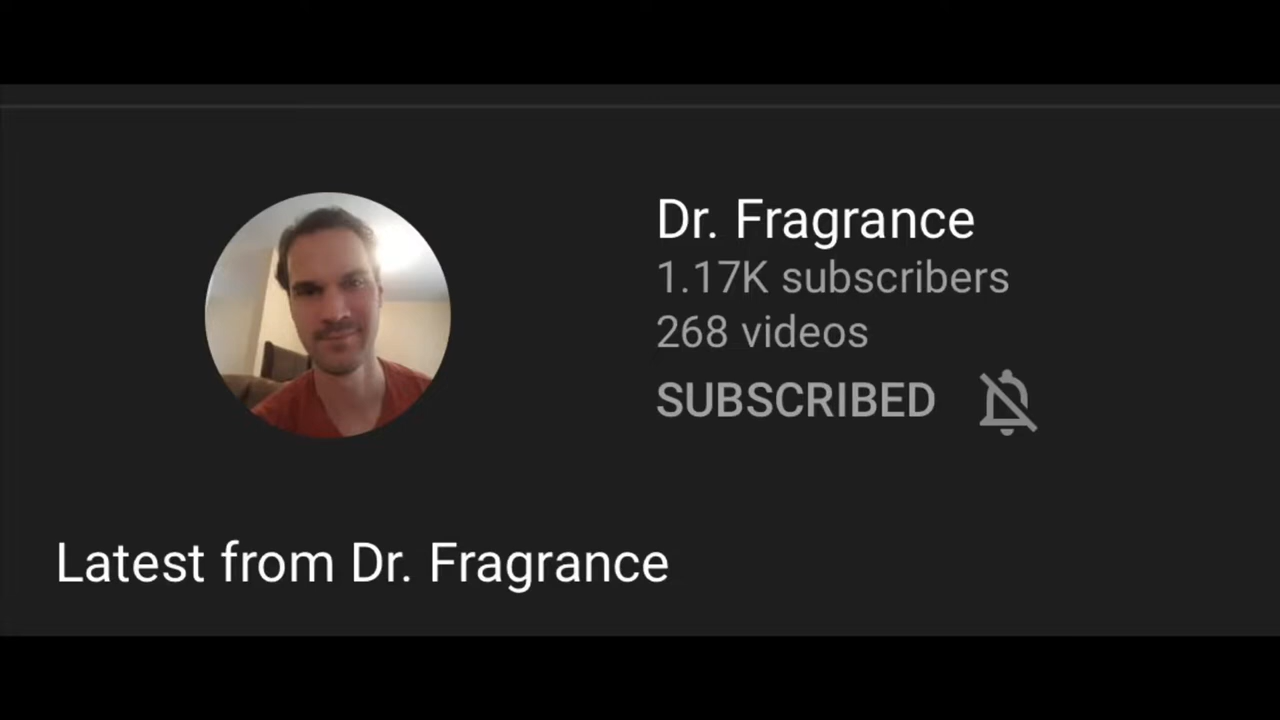 Dr. Fragrance
1.17K subscribers
268 videos
SUBSCRIBED
Latest from Dr. Fragrance